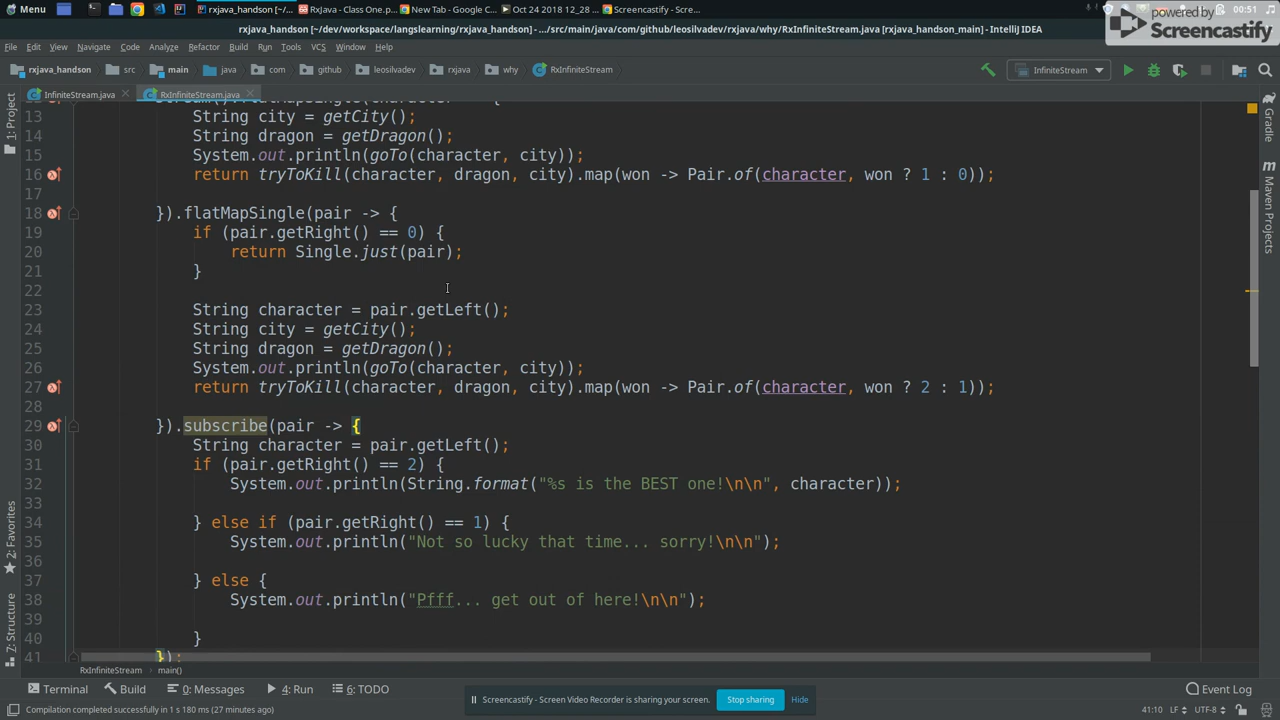 Menu
rxjava_handson [~/...
RxJava - Class One.p...
New Tab - Google C...
Oct 24 2018 12_28 ...
Screencastify - Scree...
00:51
powered by
Screencastify
rxjava_handson [~/dev/workspace/langslearning/rxjava_handson] - .../src/main/java/com/github/leosilvadev/rxjava/why/RxInfiniteStream.java [rxjava_handson_main] - IntelliJ IDEA
File Edit View Navigate Code Analyze Refactor Build Run Tools VCS Window Help
rxjava_handson src main java com github leosilvadev rxjava why RxInfiniteStream
InfiniteStream
InfiniteStream.java RxInfiniteStream.java
1: Project
2: Favorites
Z: Structure
Gradle
Maven Projects
13 String city = getCity();
14 String dragon = getDragon();
15 System.out.println(goTo(character, city));
16 return tryToKill(character, dragon, city).map(won -> Pair.of(character, won ? 1 : 0));
17
18 }).flatMapSingle(pair -> {
19 if (pair.getRight() == 0) {
20 return Single.just(pair);
21 }
22
23 String character = pair.getLeft();
24 String city = getCity();
25 String dragon = getDragon();
26 System.out.println(goTo(character, city));
27 return tryToKill(character, dragon, city).map(won -> Pair.of(character, won ? 2 : 1));
28
29 }).subscribe(pair -> {
30 String character = pair.getLeft();
31 if (pair.getRight() == 2) {
32 System.out.println(String.format("%s is the BEST one!\n\n", character));
33
34 } else if (pair.getRight() == 1) {
35 System.out.println("Not so lucky that time... sorry!\n\n");
36
37 } else {
38 System.out.println("Pfff... get out of here!\n\n");
39
40 }
41 });
RxInfiniteStream main()
Terminal Build 0: Messages 4: Run 6: TODO
Screencastify - Screen Video Recorder is sharing your screen. Stop sharing Hide
Event Log
Compilation completed successfully in 1 s 180 ms (27 minutes ago)
41:10 LF UTF-8